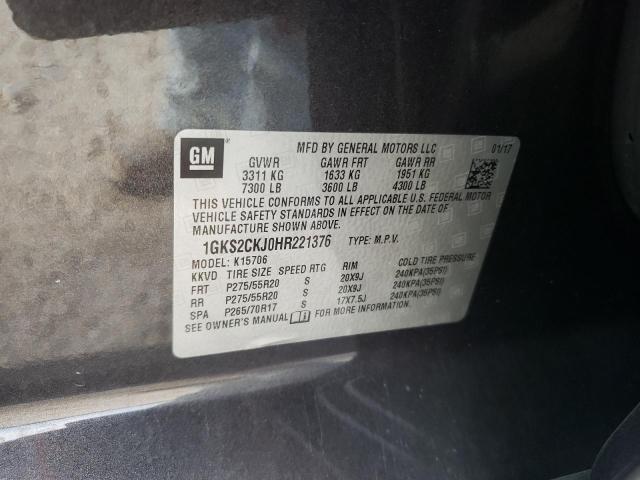 GM
MFD BY GENERAL MOTORS LLC
01/17
GVWR GAWR FRT GAWR RR
3311 KG 1633 KG 1951 KG
7300 LB 3600 LB 4300 LB
THIS VEHICLE CONFORMS TO ALL APPLICABLE U.S. FEDERAL MOTOR
VEHICLE SAFETY STANDARDS IN EFFECT ON THE DATE OF
MANUFACTURE SHOWN ABOVE.
1GKS2CKJ0HR221376 TYPE: M.P.V.
MODEL: K15706
KKVD TIRE SIZE SPEED RTG RIM COLD TIRE PRESSURE
FRT P275/55R20 S 20X9J 240KPA(35PSI)
RR P275/55R20 S 20X9J 240KPA(35PSI)
SPA P265/70R17 S 17X7.5J 240KPA(35PSI)
SEE OWNER'S MANUAL FOR MORE INFORMATION.